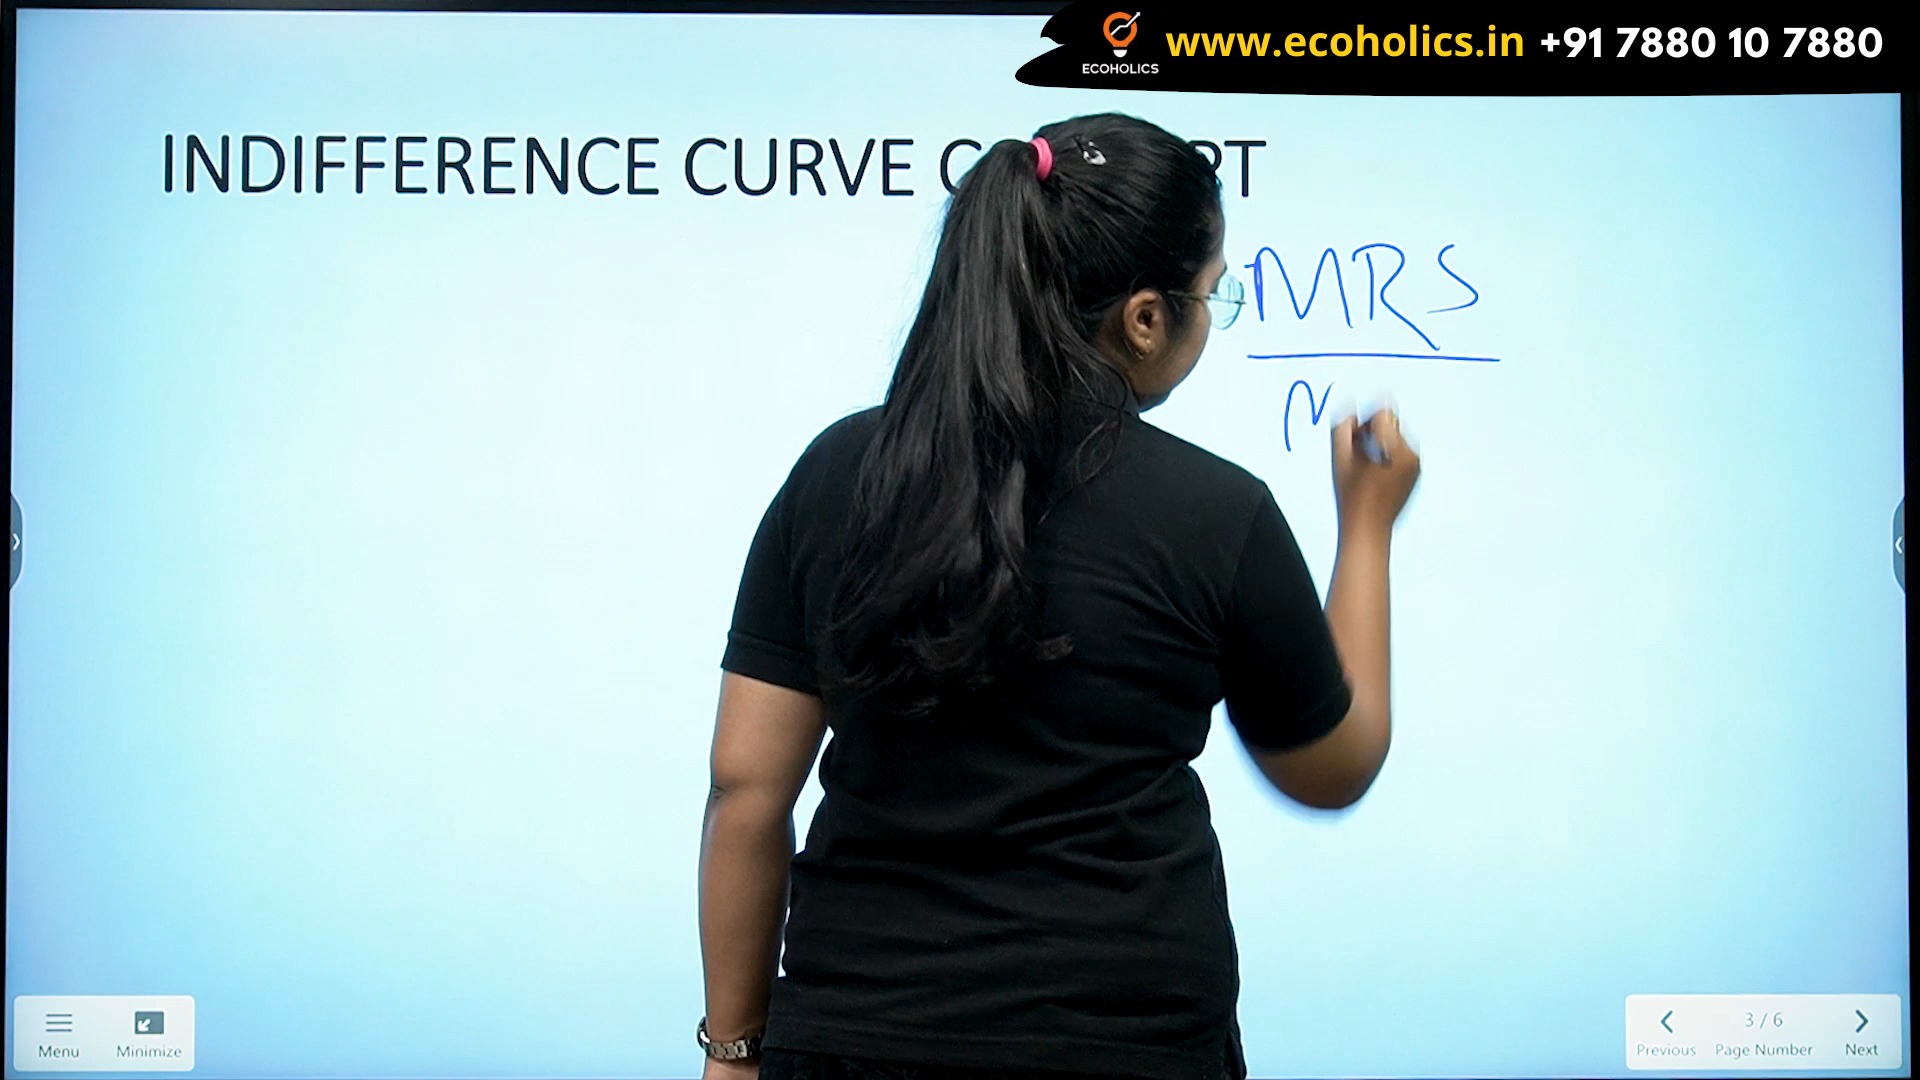 www.ecoholics.in +91 7880 10 7880
ECOHOLICS
INDIFFERENCE CURVE
MRS
M
Menu
Minimize
3 / 6
Previous
Page Number
Next